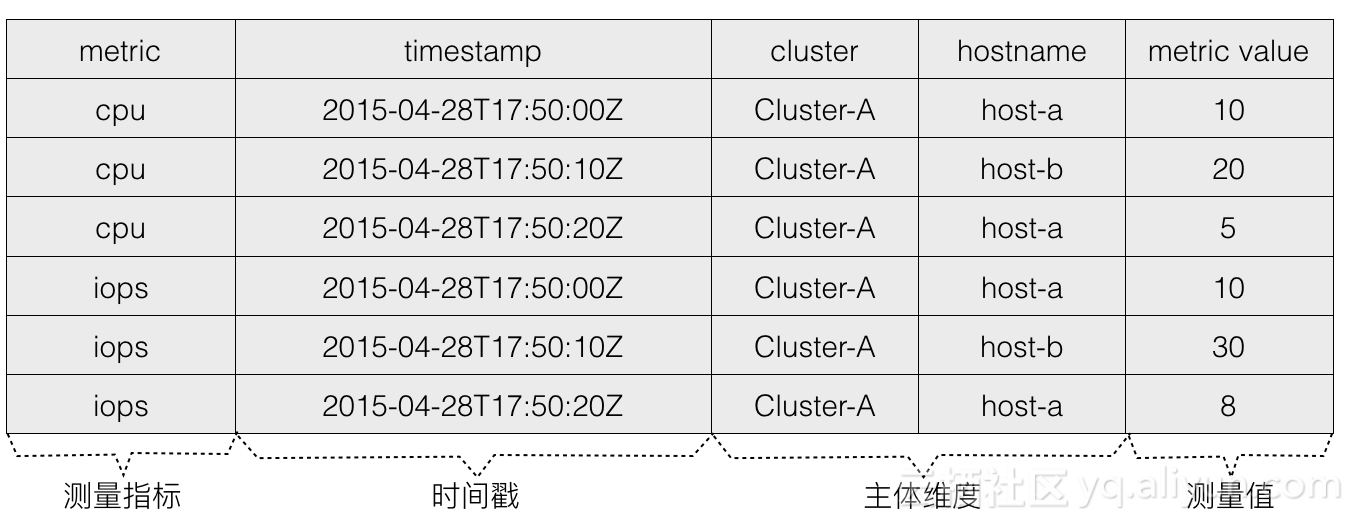 metric timestamp cluster hostname metric value
cpu 2015-04-28T17:50:00Z Cluster-A host-a 10
cpu 2015-04-28T17:50:10Z Cluster-A host-b 20
cpu 2015-04-28T17:50:20Z Cluster-A host-a 5
iops 2015-04-28T17:50:00Z Cluster-A host-a 10
iops 2015-04-28T17:50:10Z Cluster-A host-b 30
iops 2015-04-28T17:50:20Z Cluster-A host-a 8
测量指标 时间戳 主体维度 测量值
云栖社区 yq.aliyun.com